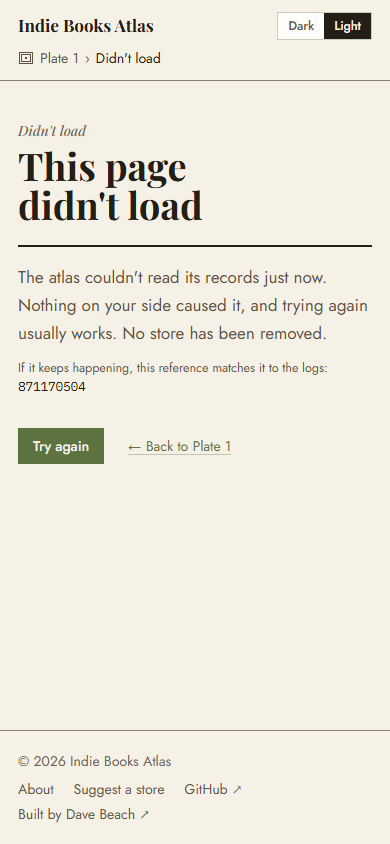 Indie Books Atlas
Dark Light
Plate 1 › Didn't load
Didn't load
This page
didn't load
The atlas couldn't read its records just now.
Nothing on your side caused it, and trying again
usually works. No store has been removed.
If it keeps happening, this reference matches it to the logs:
871170504
Try again ← Back to Plate 1
© 2026 Indie Books Atlas
About Suggest a store GitHub ↗
Built by Dave Beach ↗